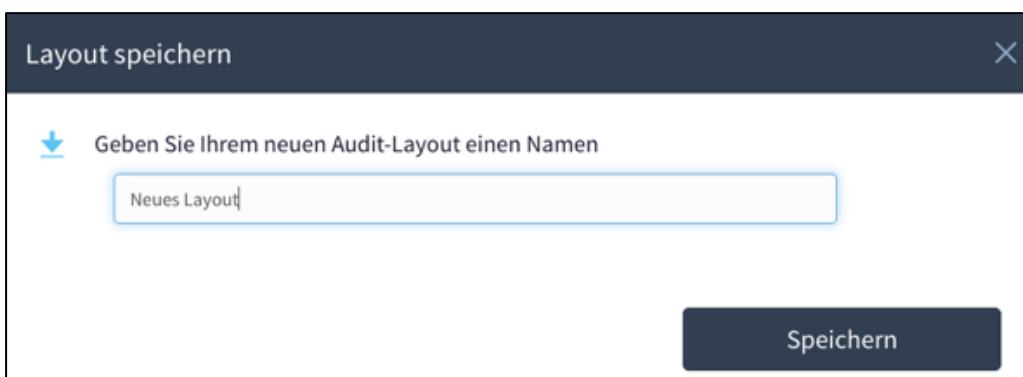 Layout speichern
Geben Sie Ihrem neuen Audit-Layout einen Namen
Neues Layout
Speichern